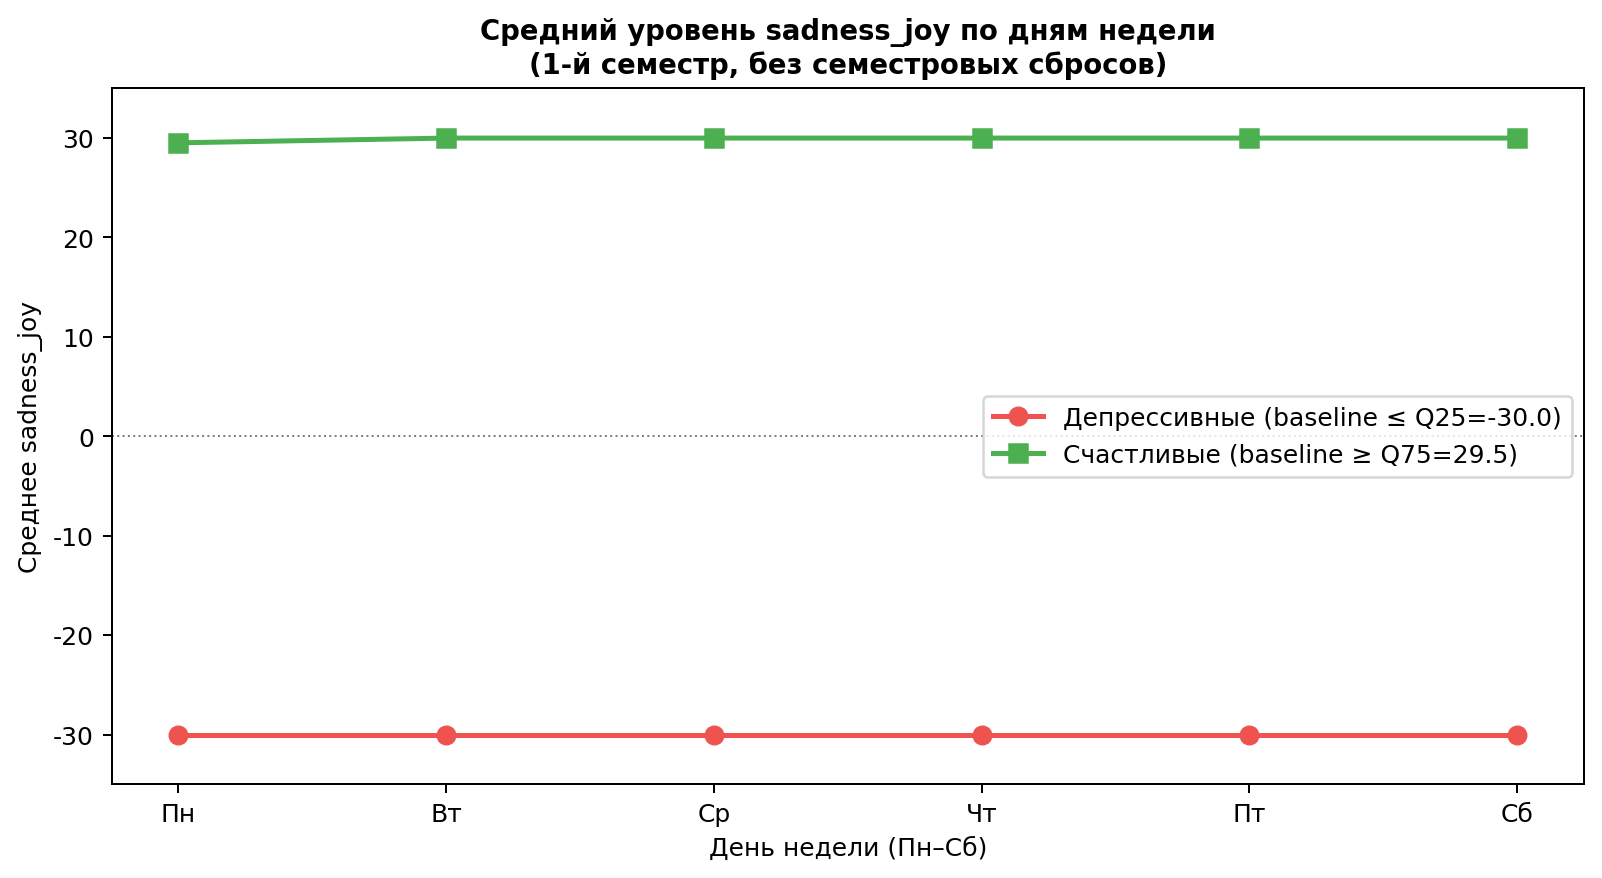 Средний уровень sadness_joy по дням недели
(1-й семестр, без семестровых сбросов)
Среднее sadness_joy
30
20
10
0
-10
-20
-30
Депрессивные (baseline ≤ Q25=-30.0)
Счастливые (baseline ≥ Q75=29.5)
Пн
Вт
Ср
Чт
Пт
Сб
День недели (Пн–Сб)